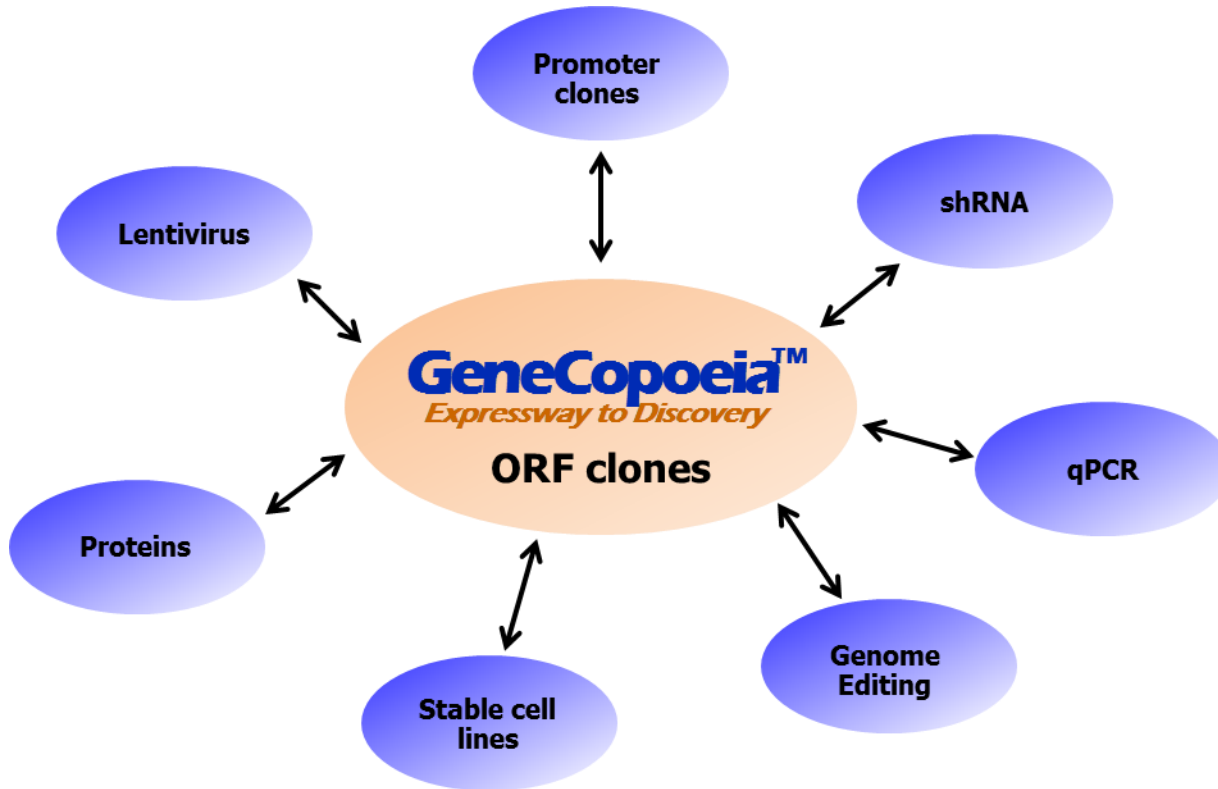 Promoter
clones
shRNA
Lentivirus
GeneCopoeia™
Expressway to Discovery
ORF clones
qPCR
Proteins
Genome
Editing
Stable cell
lines